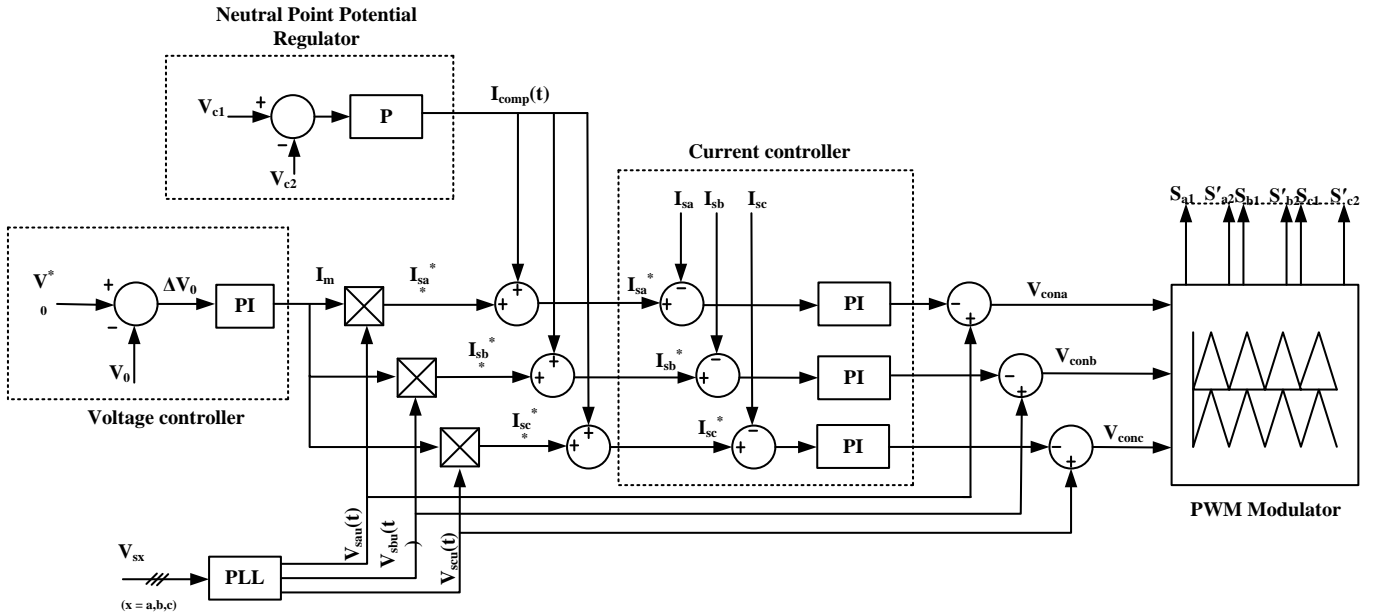 Neutral Point Potential
Regulator
V_c1
+
−
V_c2
P
I_comp(t)
Current controller
I_sa
I_sb
I_sc
S_a1
S′_a2
S_b1
S′_b2
S_c1
S′_c2
V*
0
+
−
V_0
ΔV_0
PI
Voltage controller
I_m
I_sa*
*
+
+
I_sa*
+
−
PI
−
+
V_cona
I_sb*
*
+
+
I_sb*
+
−
PI
−
+
V_conb
I_sc*
*
+
+
I_sc*
+
−
PI
−
+
V_conc
PWM Modulator
V_sau(t)
V_sbu(t
)
V_scu(t)
V_sx
PLL
(x = a,b,c)